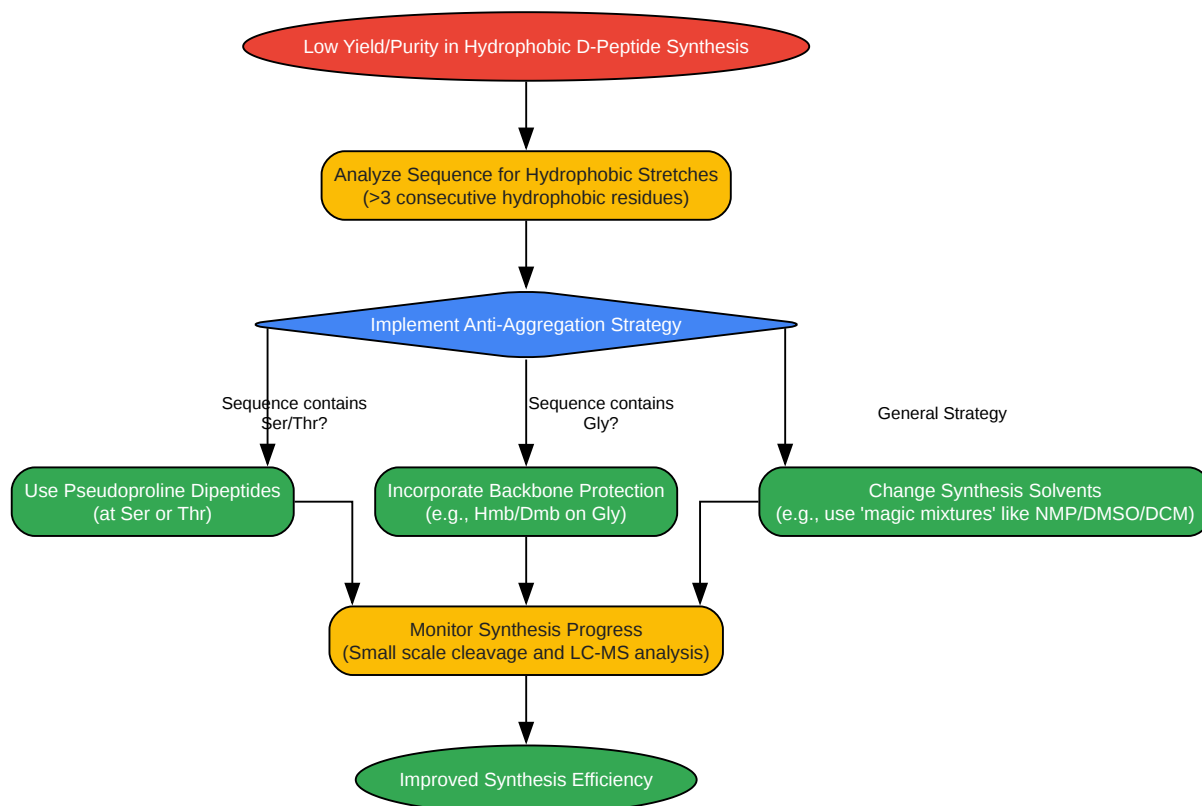 Low Yield/Purity in Hydrophobic D-Peptide Synthesis
Analyze Sequence for Hydrophobic Stretches
(>3 consecutive hydrophobic residues)
Implement Anti-Aggregation Strategy
Sequence contains
Ser/Thr?
Sequence contains
Gly?
General Strategy
Use Pseudoproline Dipeptides
(at Ser or Thr)
Incorporate Backbone Protection
(e.g., Hmb/Dmb on Gly)
Change Synthesis Solvents
(e.g., use 'magic mixtures' like NMP/DMSO/DCM)
Monitor Synthesis Progress
(Small scale cleavage and LC-MS analysis)
Improved Synthesis Efficiency